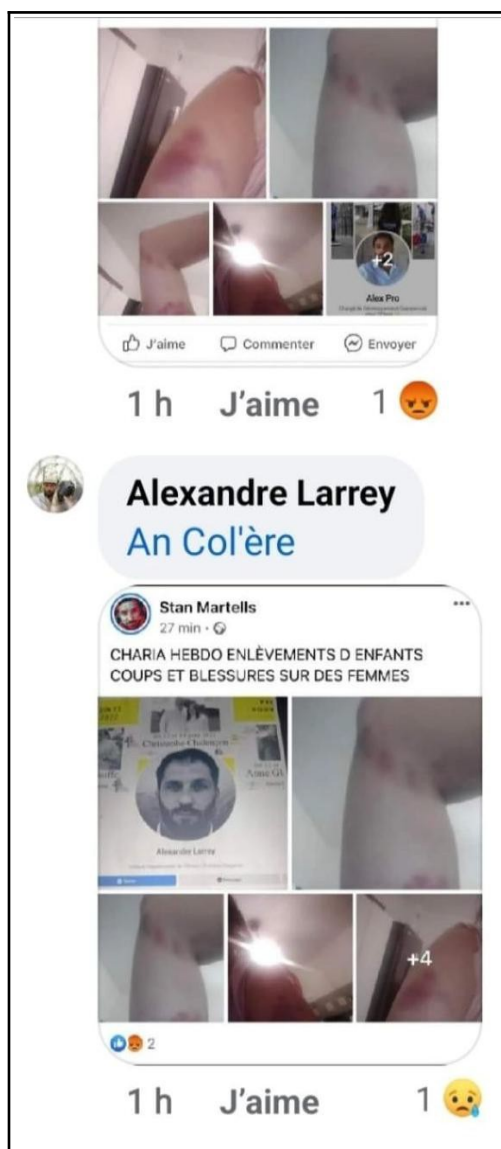 +2
Alex Pro
J'aime
Commenter
Envoyer
1 h J'aime 1
Alexandre Larrey
An Col'ère
Stan Martells
27 min
CHARIA HEBDO ENLÈVEMENTS D ENFANTS
COUPS ET BLESSURES SUR DES FEMMES
Alexandre Larrey
+4
2
1 h J'aime 1